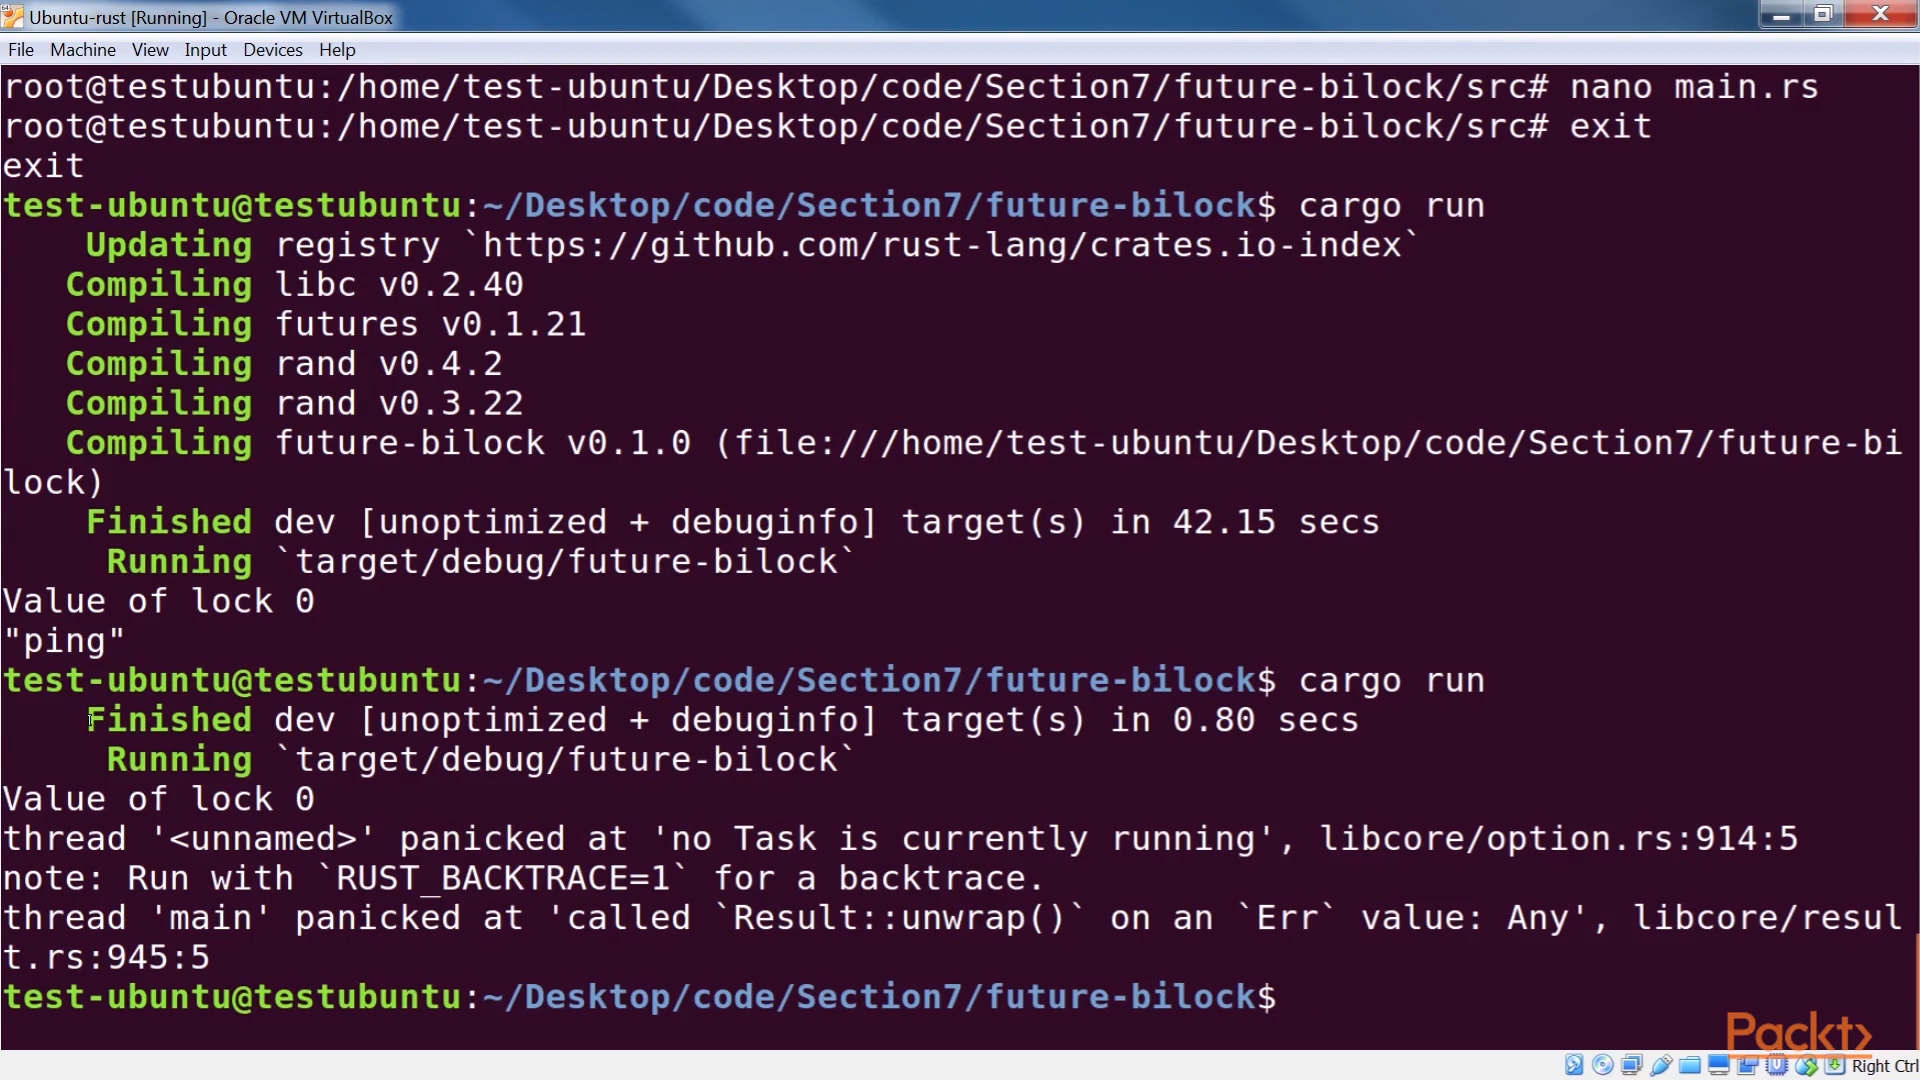 Ubuntu-rust [Running] - Oracle VM VirtualBox
File Machine View Input Devices Help
root@testubuntu:/home/test-ubuntu/Desktop/code/Section7/future-bilock/src# nano main.rs
root@testubuntu:/home/test-ubuntu/Desktop/code/Section7/future-bilock/src# exit
exit
test-ubuntu@testubuntu:~/Desktop/code/Section7/future-bilock$ cargo run
Updating registry `https://github.com/rust-lang/crates.io-index`
Compiling libc v0.2.40
Compiling futures v0.1.21
Compiling rand v0.4.2
Compiling rand v0.3.22
Compiling future-bilock v0.1.0 (file:///home/test-ubuntu/Desktop/code/Section7/future-bi
lock)
Finished dev [unoptimized + debuginfo] target(s) in 42.15 secs
Running `target/debug/future-bilock`
Value of lock 0
"ping"
test-ubuntu@testubuntu:~/Desktop/code/Section7/future-bilock$ cargo run
Finished dev [unoptimized + debuginfo] target(s) in 0.80 secs
Running `target/debug/future-bilock`
Value of lock 0
thread '<unnamed>' panicked at 'no Task is currently running', libcore/option.rs:914:5
note: Run with `RUST_BACKTRACE=1` for a backtrace.
thread 'main' panicked at 'called `Result::unwrap()` on an `Err` value: Any', libcore/resul
t.rs:945:5
test-ubuntu@testubuntu:~/Desktop/code/Section7/future-bilock$
Packt>
Right Ctrl